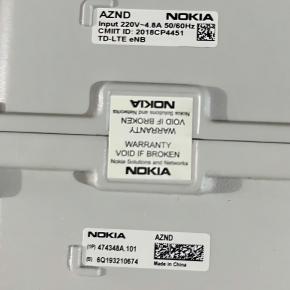 AZND NOKIA
Input 220V~4.8A 50/60Hz
CMIIT ID: 2018CP4451
TD-LTE eNB
NOKIA
Nokia Solutions and Networks
VOID IF BROKEN
WARRANTY
WARRANTY
VOID IF BROKEN
Nokia Solutions and Networks
NOKIA
NOKIA AZND
(1P) 474348A.101
(S) 6Q193210674
Made in China